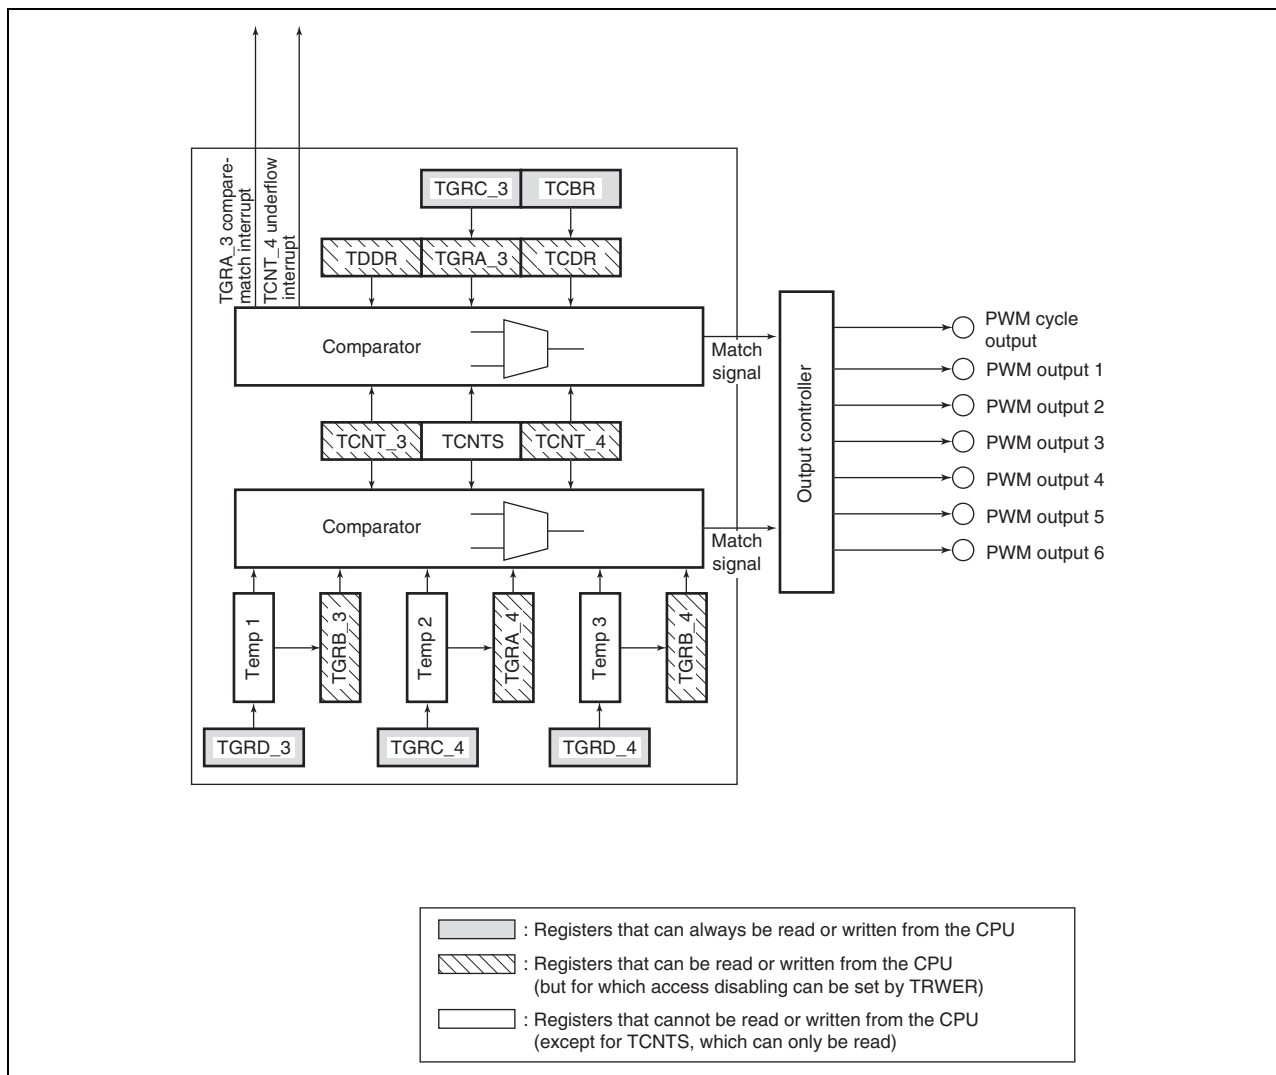 TGRA_3 compare-
match interrupt
TCNT_4 underflow
interrupt
TGRC_3
TCBR
TDDR
TGRA_3
TCDR
Comparator
Match
signal
TCNT_3
TCNTS
TCNT_4
Comparator
Match
signal
Output controller
PWM cycle
output
PWM output 1
PWM output 2
PWM output 3
PWM output 4
PWM output 5
PWM output 6
Temp 1
TGRB_3
Temp 2
TGRA_4
Temp 3
TGRB_4
TGRD_3
TGRC_4
TGRD_4
: Registers that can always be read or written from the CPU
: Registers that can be read or written from the CPU
(but for which access disabling can be set by TRWER)
: Registers that cannot be read or written from the CPU
(except for TCNTS, which can only be read)